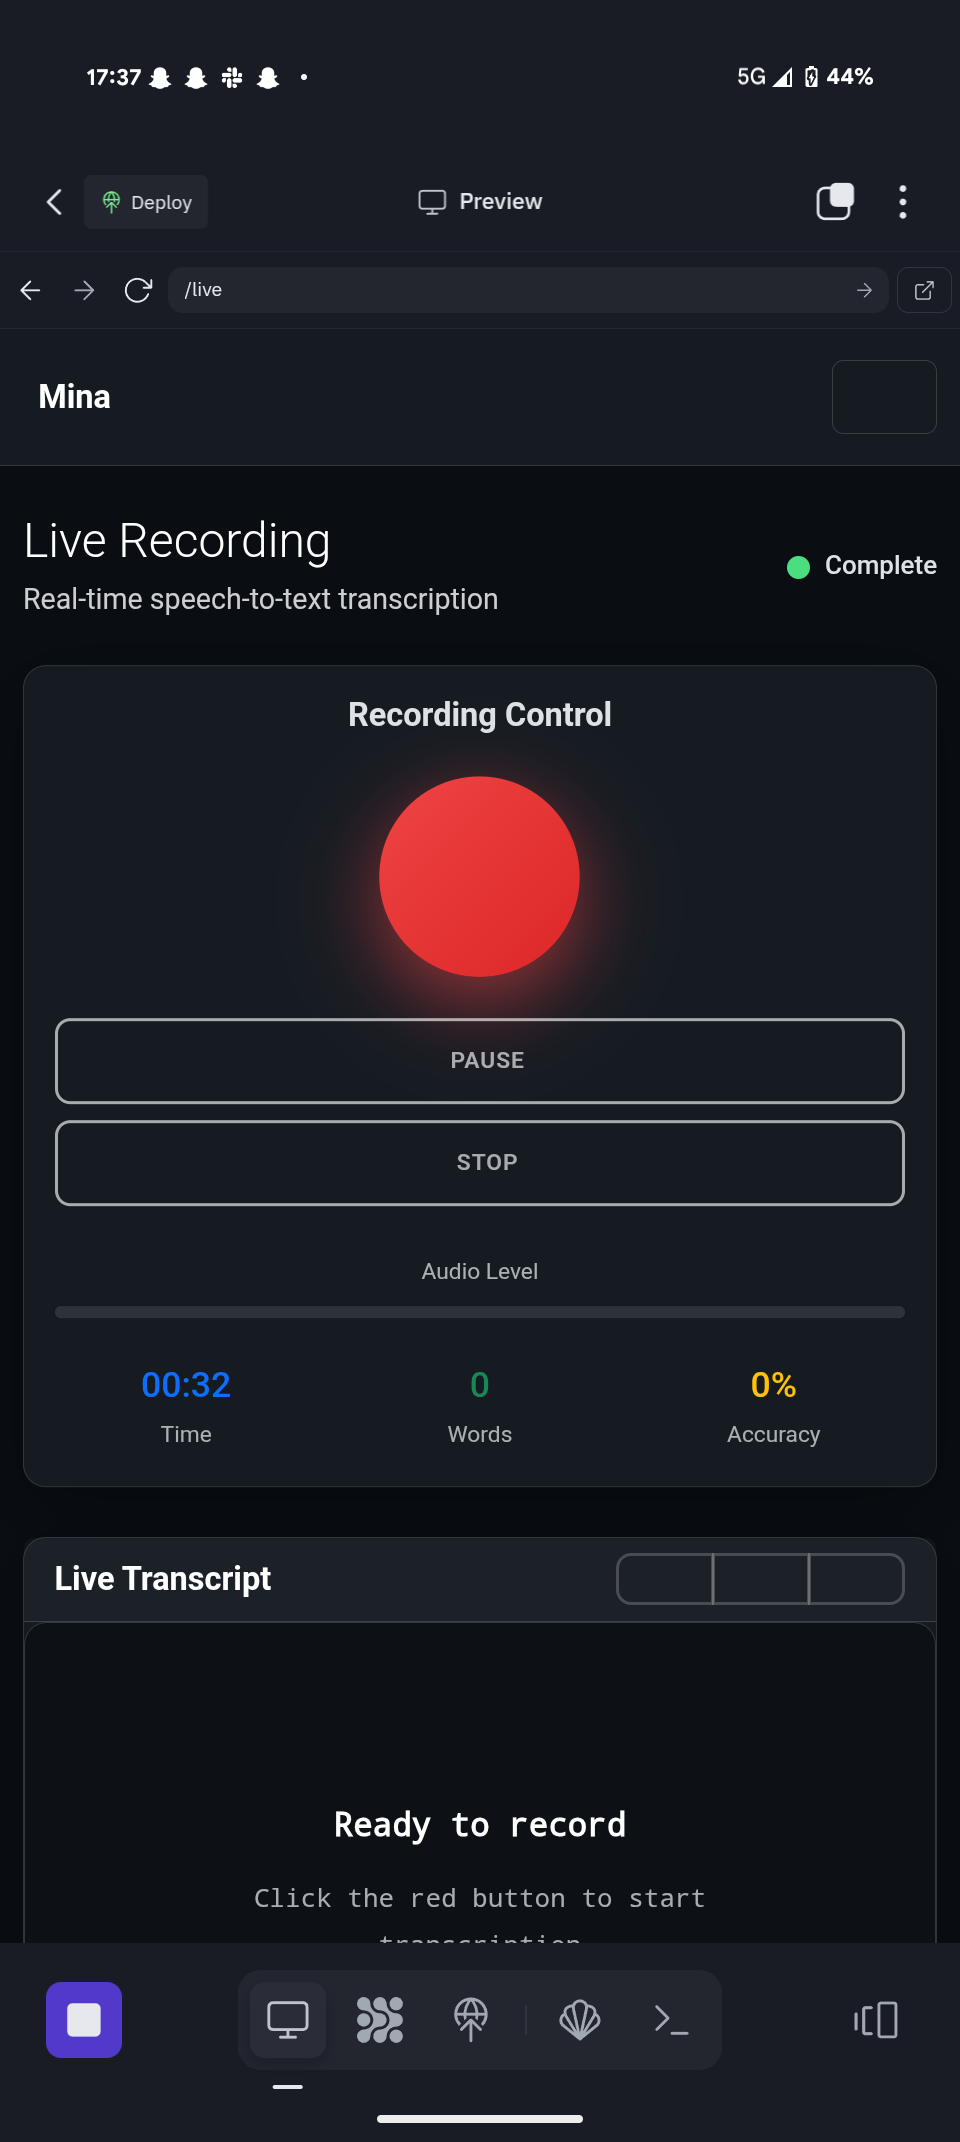 17:37
5G 44%
Deploy
Preview
/live
Mina
Live Recording
Real-time speech-to-text transcription
Complete
Recording Control
PAUSE
STOP
Audio Level
00:32 0 0%
Time Words Accuracy
Live Transcript
Ready to record
Click the red button to start
transcription